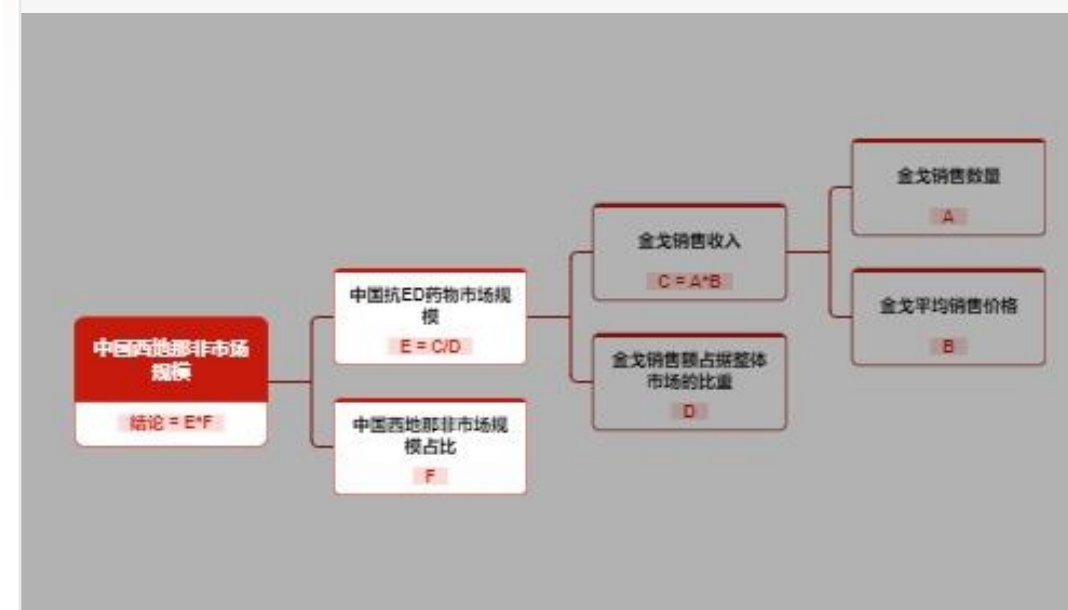 中国西地那非市场
规模
结论 = E*F
中国抗ED药物市场规
模
E = C/D
中国西地那非市场规
模占比
F
金戈销售收入
C = A*B
金戈销售额占据整体
市场的比重
D
金戈销售数量
A
金戈平均销售价格
B